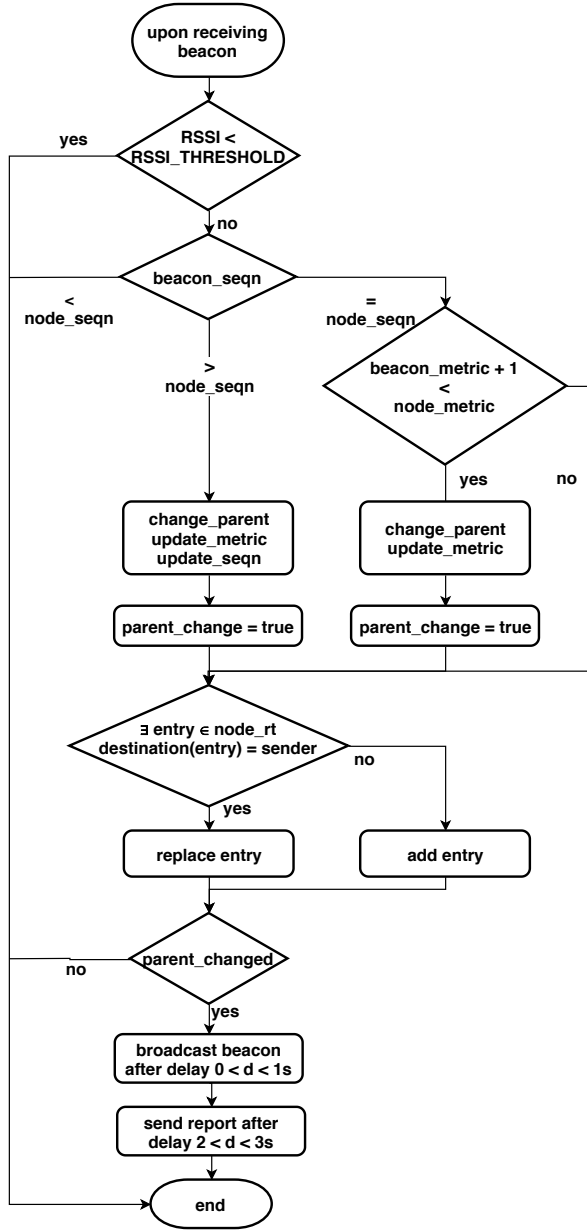 upon receiving
beacon
yes
RSSI <
RSSI_THRESHOLD
no
beacon_seqn
<
node_seqn
=
node_seqn
>
node_seqn
beacon_metric + 1
<
node_metric
yes
no
change_parent
update_metric
update_seqn
change_parent
update_metric
parent_change = true
parent_change = true
∃ entry ∈ node_rt
destination(entry) = sender
no
yes
replace entry
add entry
parent_changed
no
yes
broadcast beacon
after delay 0 < d < 1s
send report after
delay 2 < d < 3s
end